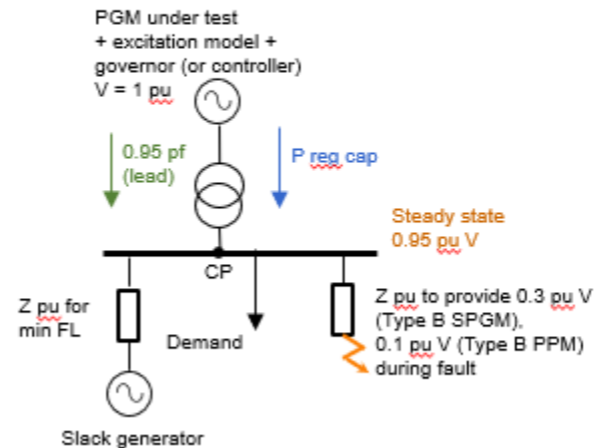 PGM under test
+ excitation model +
governor (or controller)
V = 1 pu
0.95 pf
(lead)
P reg cap
Steady state
0.95 pu V
CP
Z pu for
min FL
Demand
Z pu to provide 0.3 pu V
(Type B SPGM),
0.1 pu V (Type B PPM)
during fault
Slack generator